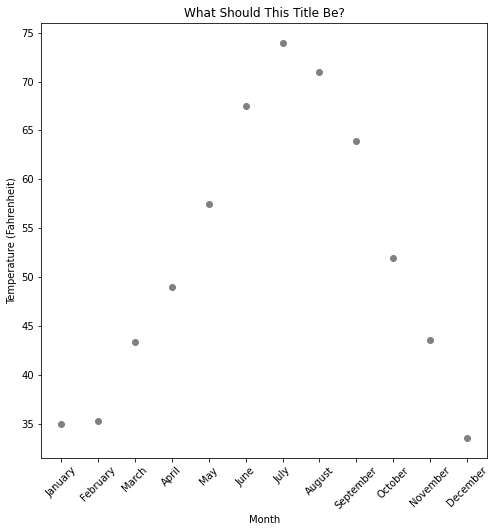 What Should This Title Be?
75
70
65
60
55
50
45
40
35
Temperature (Fahrenheit)
January
February
March
April
May
June
July
August
September
October
November
December
Month